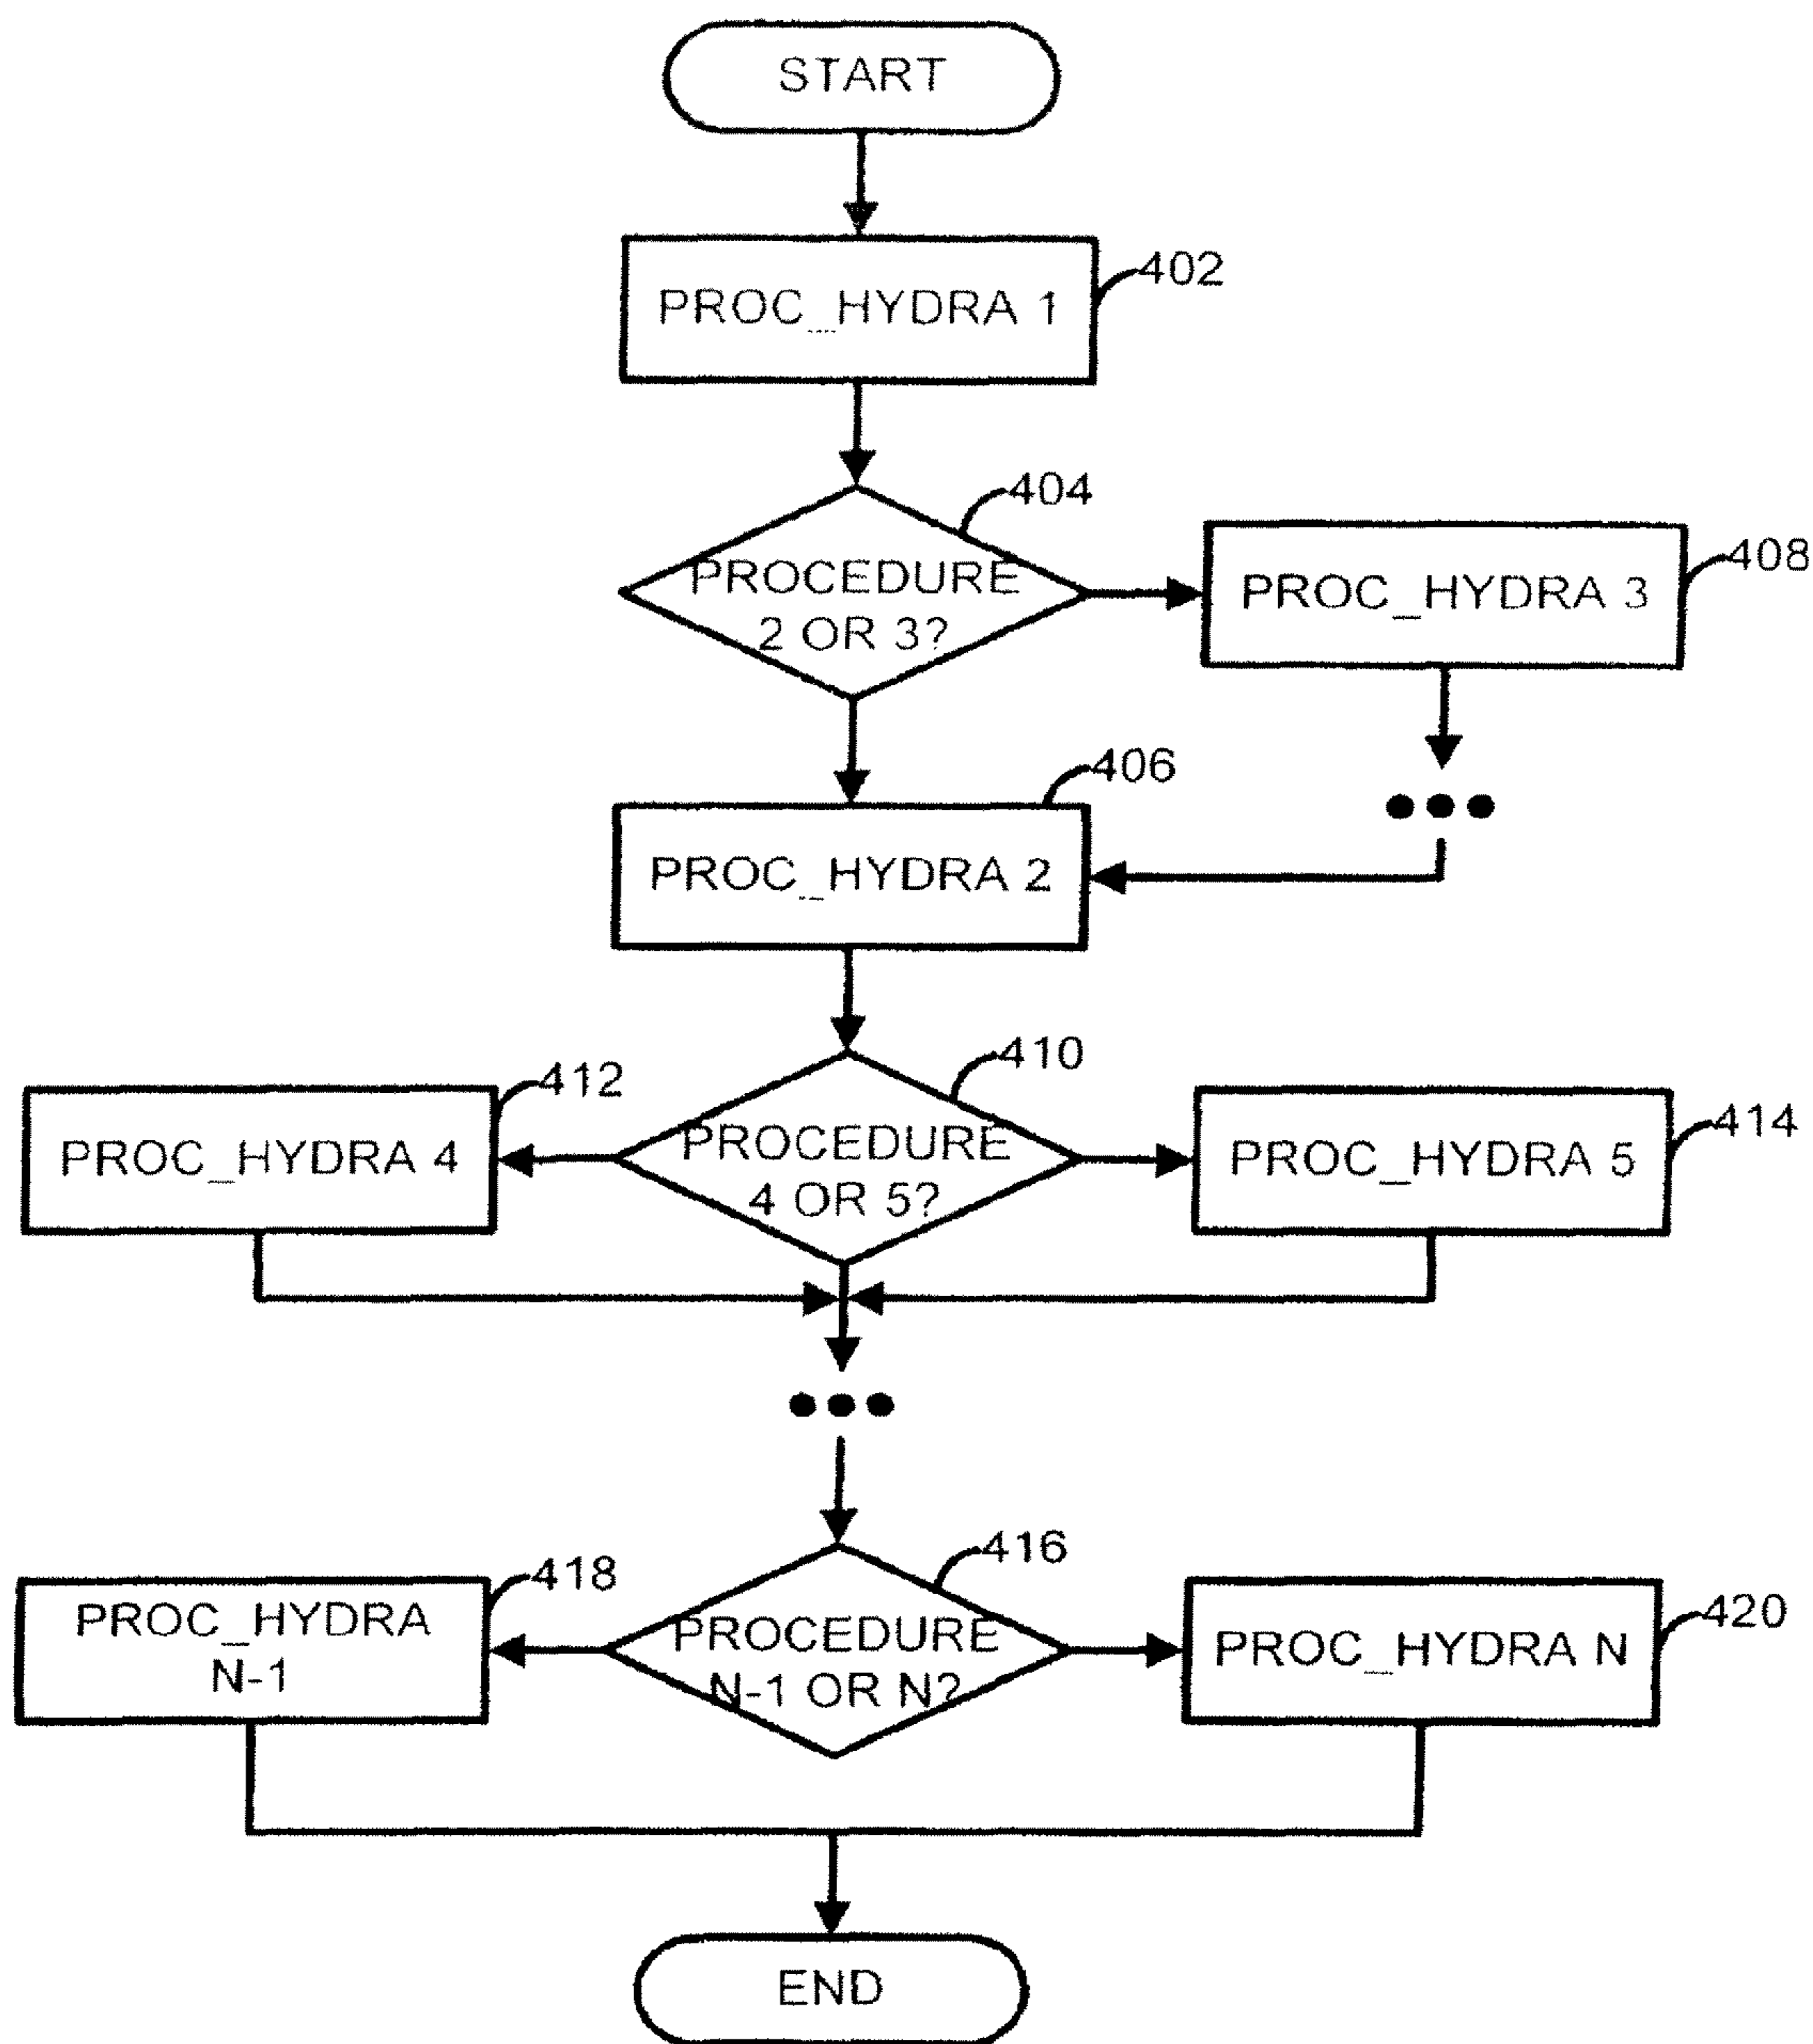 START
PROC_HYDRA 1
402
404
PROCEDURE
2 OR 3?
PROC_HYDRA 3
408
406
PROC_HYDRA 2
410
412
PROC_HYDRA 4
PROCEDURE
4 OR 5?
PROC_HYDRA 5
414
416
418
PROC_HYDRA
N-1
PROCEDURE
N-1 OR N?
PROC_HYDRA N
420
END